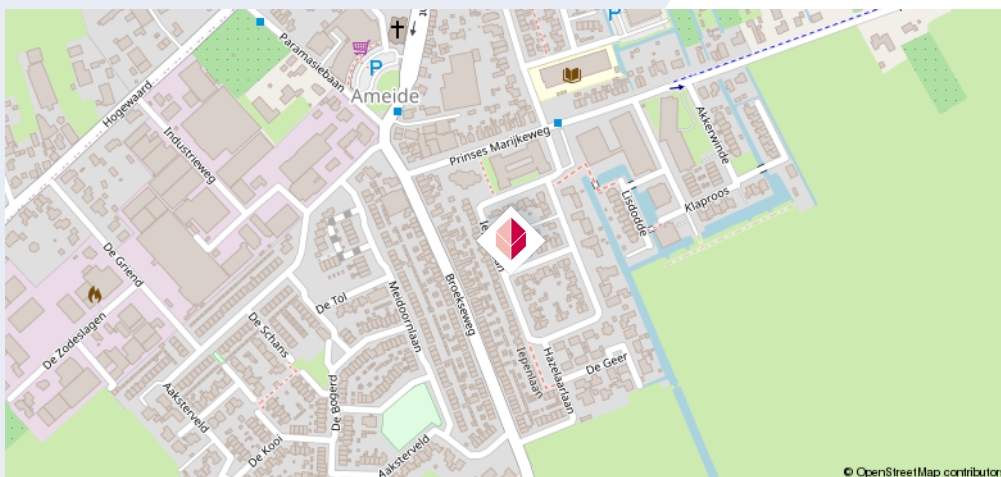 Paramasiebaan
Ameide
Hogewaard
Industrieweg
Prinses Marijkeweg
Akkerwinde
Lisdodde
Klaproos
De Griend
De Zodeslagen
De Tol
De Schans
Meidoornlaan
Broekseweg
Iepenlaan
Hazelaarlaan
De Geer
De Bogerd
Aaksterveld
De Kooi
Aaksterveld
© OpenStreetMap contributors